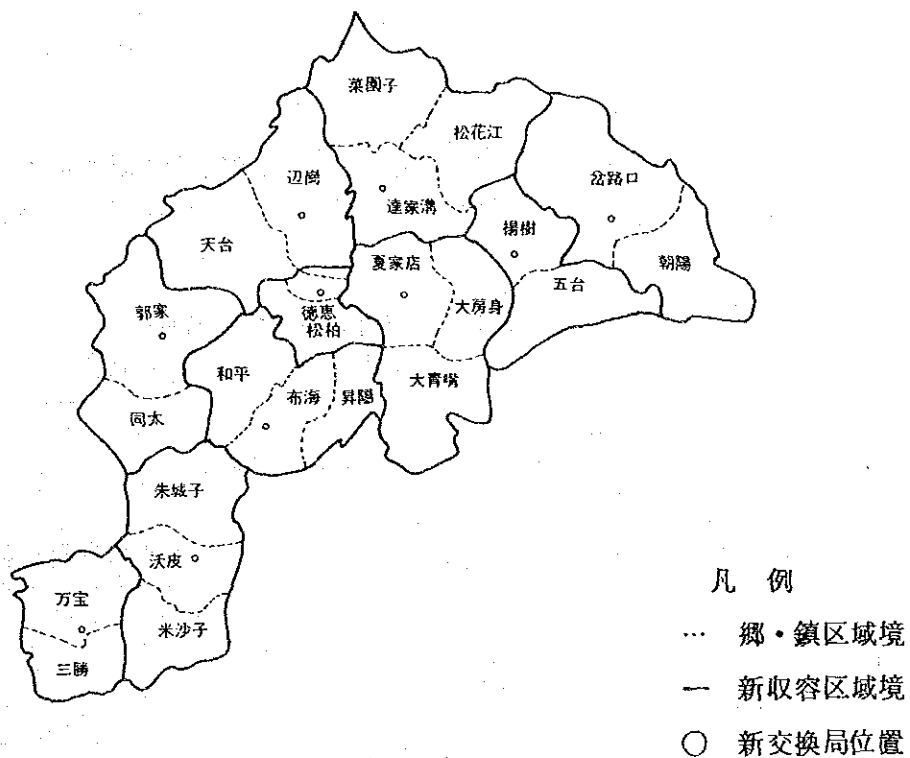 菜園子
松花江
岔路口
辺崗
達家溝
楊樹
天台
夏家店
五台
朝陽
徳恵
松柏
大房身
郭家
和平
布海
昇陽
大青嘴
同太
朱城子
沃皮
万宝
米沙子
三勝
凡 例
… 郷・鎮区域境
― 新収容区域境
○ 新交換局位置